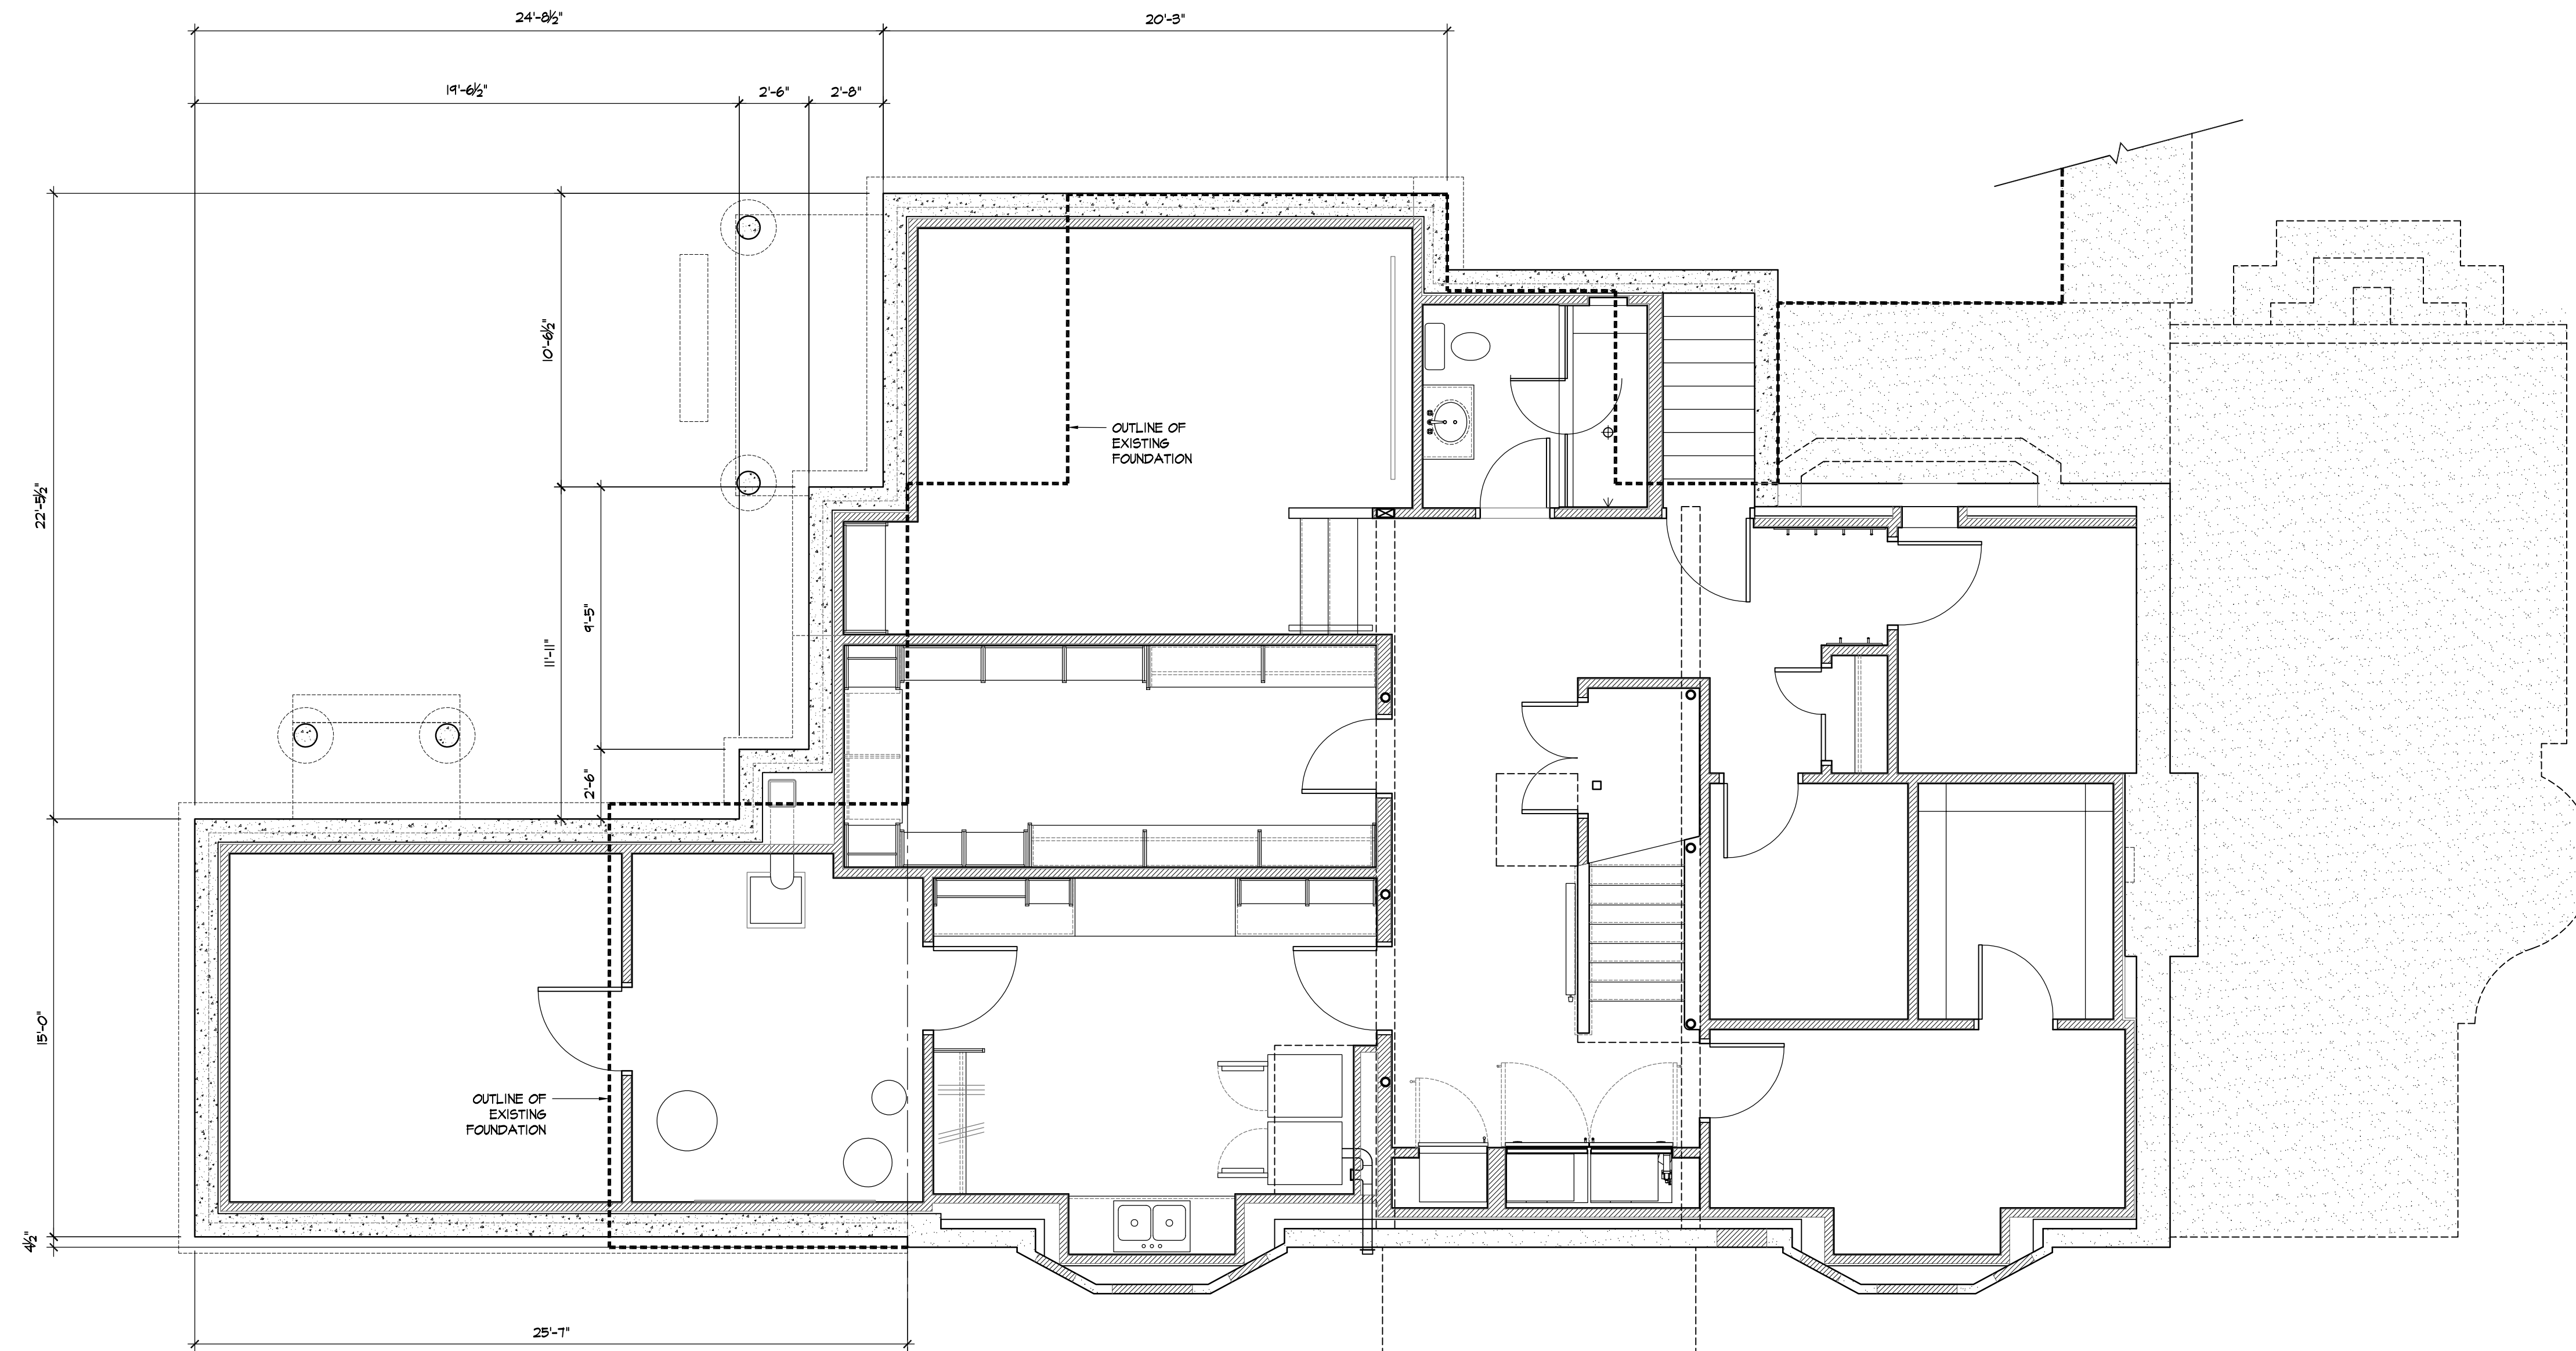 24'-8½"
20'-3"
19'-6½"
2'-6"
2'-8"
10'-6½"
22'-5½"
OUTLINE OF
EXISTING
FOUNDATION
9'-5"
11'-11"
2'-6"
15'-0"
OUTLINE OF
EXISTING
FOUNDATION
4½"
25'-7"